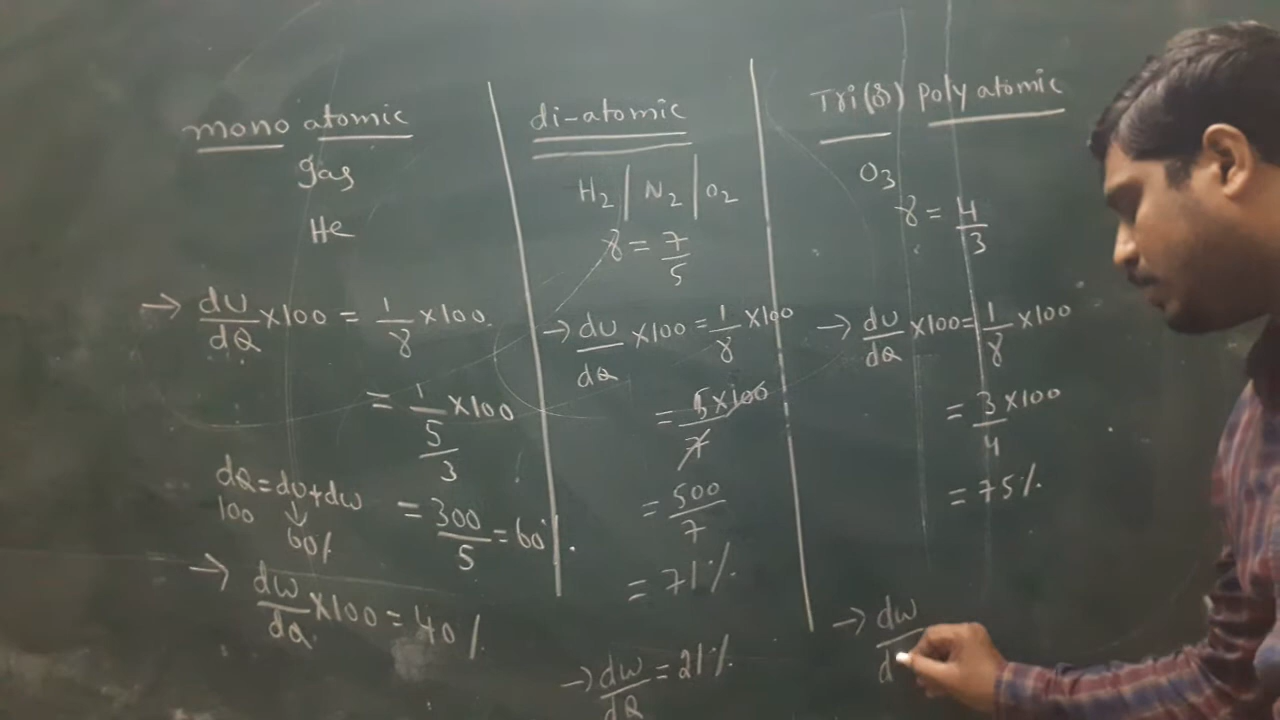 mono atomic
gas
He
→ dU/dQ ×100 = 1/γ ×100.
= 1/(5/3) ×100
dQ = dU + dW
100
60%
= 300/5 = 60%.
→ dW/dQ ×100 = 40%
di-atomic
H₂ | N₂ | O₂
γ = 7/5
→ dU/dQ ×100 = 1/γ ×100
= 5×100/7
= 500/7
= 71%.
→ dW/dQ = 21%.
Tri(γ) Poly atomic
O₃
γ = 4/3
→ dU/dQ ×100 = 1/γ ×100
= 3×100/4
= 75%
→ dW/d